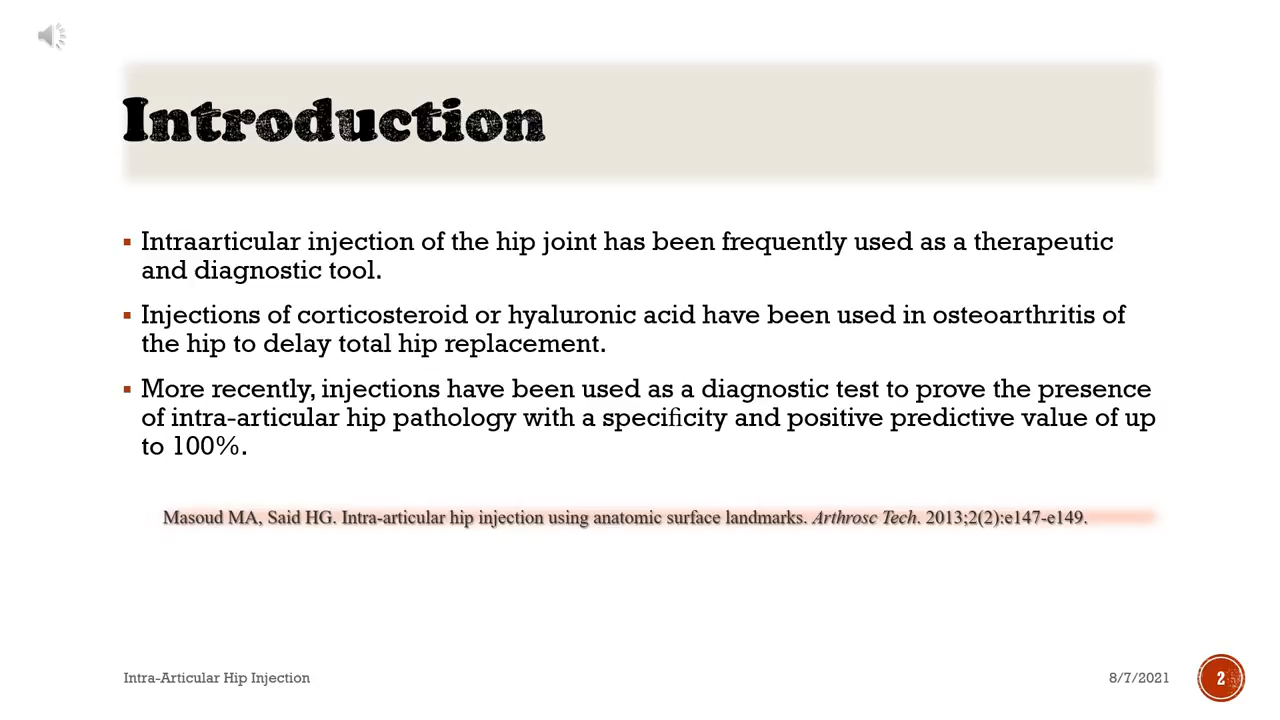 Introduction
▪ Intraarticular injection of the hip joint has been frequently used as a therapeutic
and diagnostic tool.
▪ Injections of corticosteroid or hyaluronic acid have been used in osteoarthritis of
the hip to delay total hip replacement.
▪ More recently, injections have been used as a diagnostic test to prove the presence
of intra-articular hip pathology with a specificity and positive predictive value of up
to 100%.
Masoud MA, Said HG. Intra-articular hip injection using anatomic surface landmarks. Arthrosc Tech. 2013;2(2):e147-e149.
Intra-Articular Hip Injection
8/7/2021
2